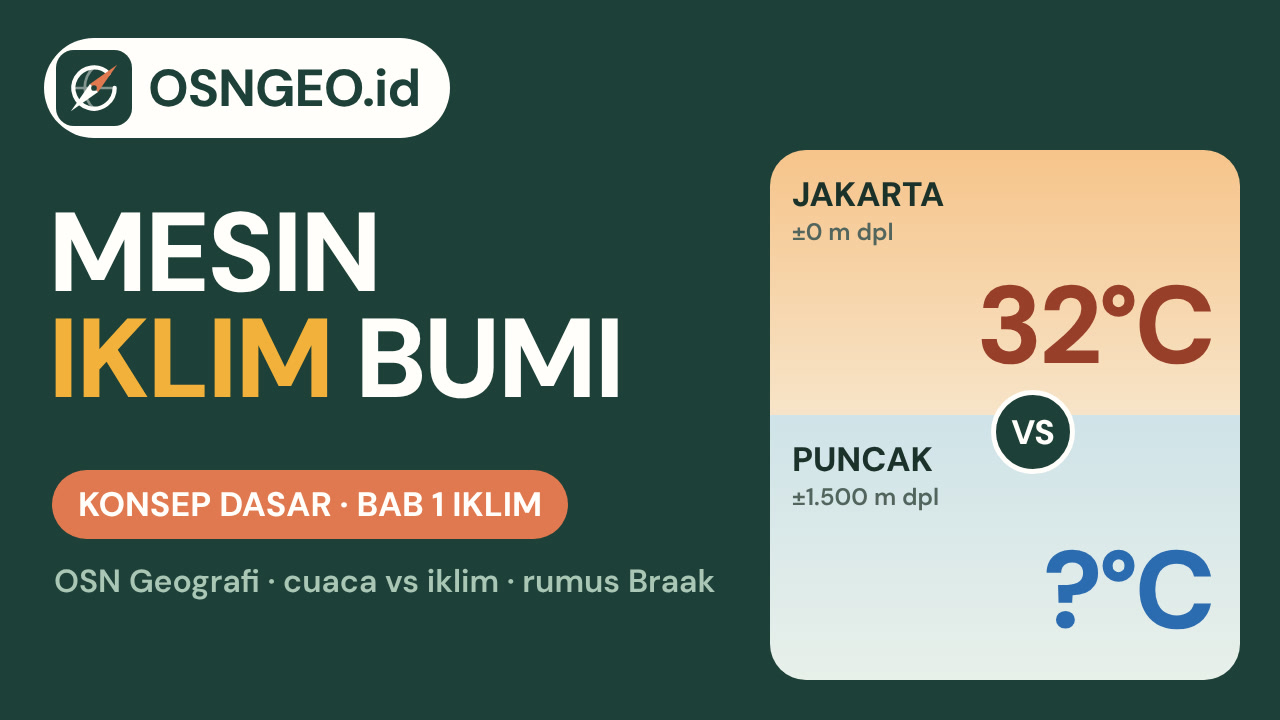 OSNGEO.id
MESIN
IKLIM BUMI
KONSEP DASAR · BAB 1 IKLIM
OSN Geografi · cuaca vs iklim · rumus Braak
JAKARTA
±0 m dpl
32°C
VS
PUNCAK
±1.500 m dpl
?°C